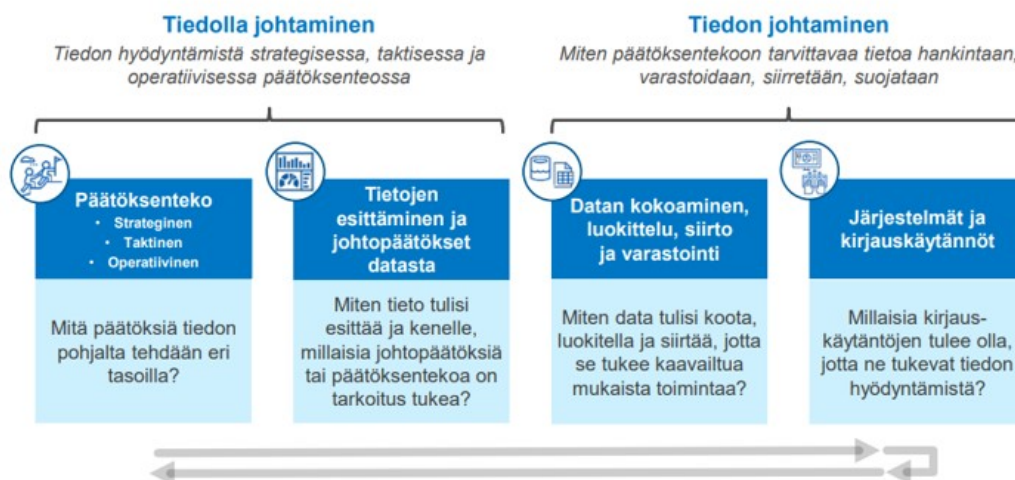 Tiedolla johtaminen
Tiedon hyödyntämistä strategisessa, taktisessa ja
operatiivisessa päätöksenteossa
Tiedon johtaminen
Miten päätöksentekoon tarvittavaa tietoa hankintaan,
varastoidaan, siirretään, suojataan
Päätöksenteko
• Strateginen
• Taktinen
• Operatiivinen
Mitä päätöksiä tiedon
pohjalta tehdään eri
tasoilla?
Tietojen
esittäminen ja
johtopäätökset
datasta
Miten tieto tulisi
esittää ja kenelle,
millaisia johtopäätöksiä
tai päätöksentekoa on
tarkoitus tukea?
Datan kokoaminen,
luokittelu, siirto
ja varastointi
Miten data tulisi koota,
luokitella ja siirtää, jotta
se tukee kaavailtua
mukaista toimintaa?
Järjestelmät ja
kirjauskäytännöt
Millaisia kirjaus-
käytäntöjen tulee olla,
jotta ne tukevat tiedon
hyödyntämistä?